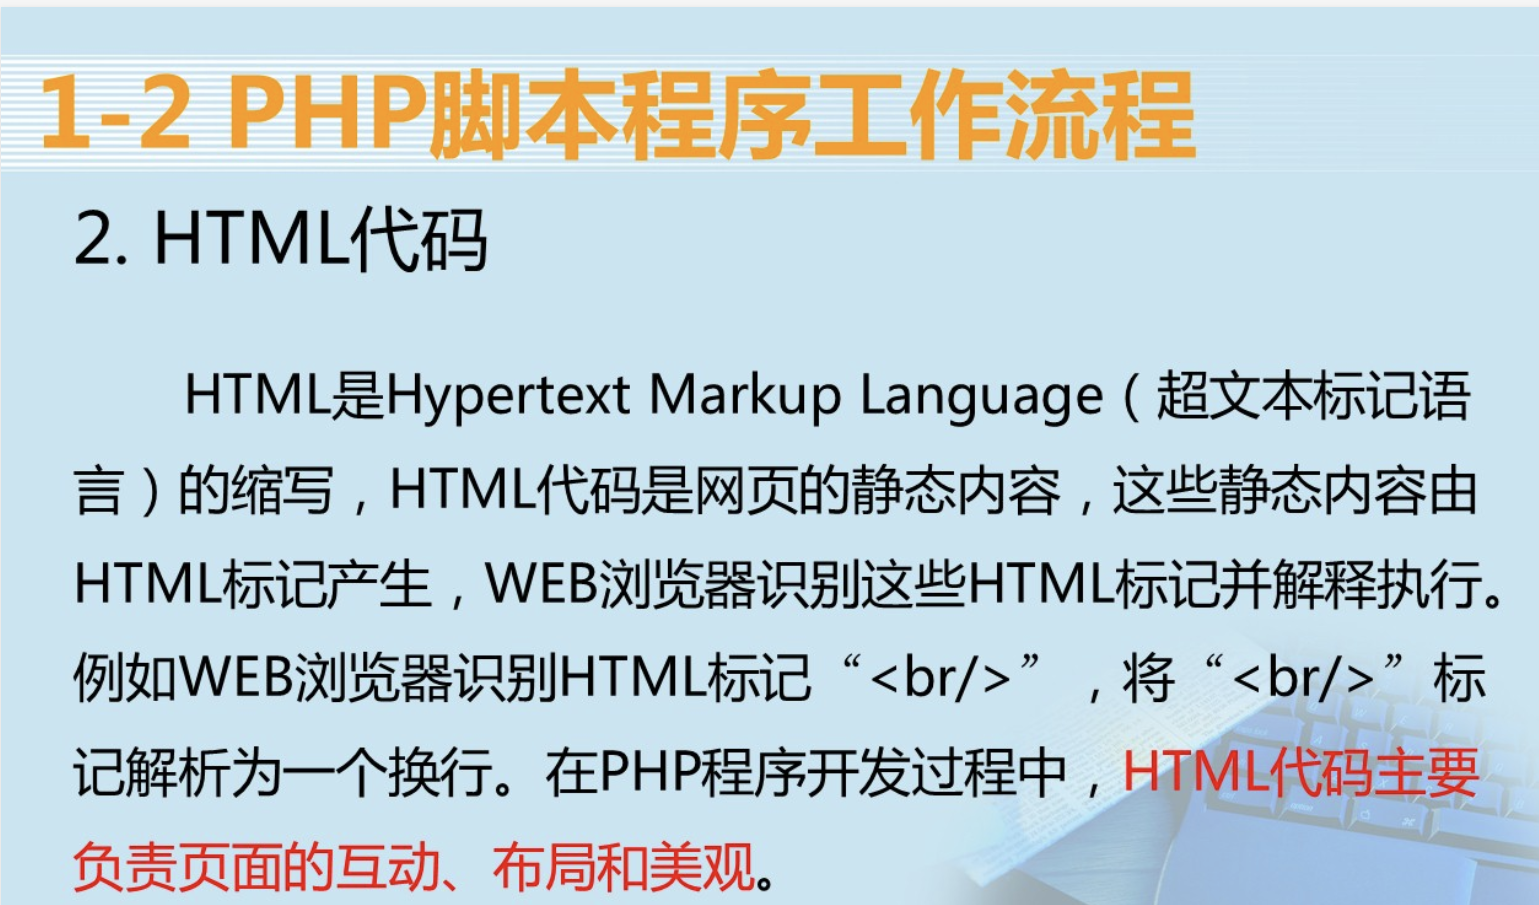 1-2 PHP脚本程序工作流程
2. HTML代码
HTML是Hypertext Markup Language（超文本标记语
言）的缩写，HTML代码是网页的静态内容，这些静态内容由
HTML标记产生，WEB浏览器识别这些HTML标记并解释执行。
例如WEB浏览器识别HTML标记“<br/>”，将“<br/>”标
记解析为一个换行。在PHP程序开发过程中，HTML代码主要
负责页面的互动、布局和美观。